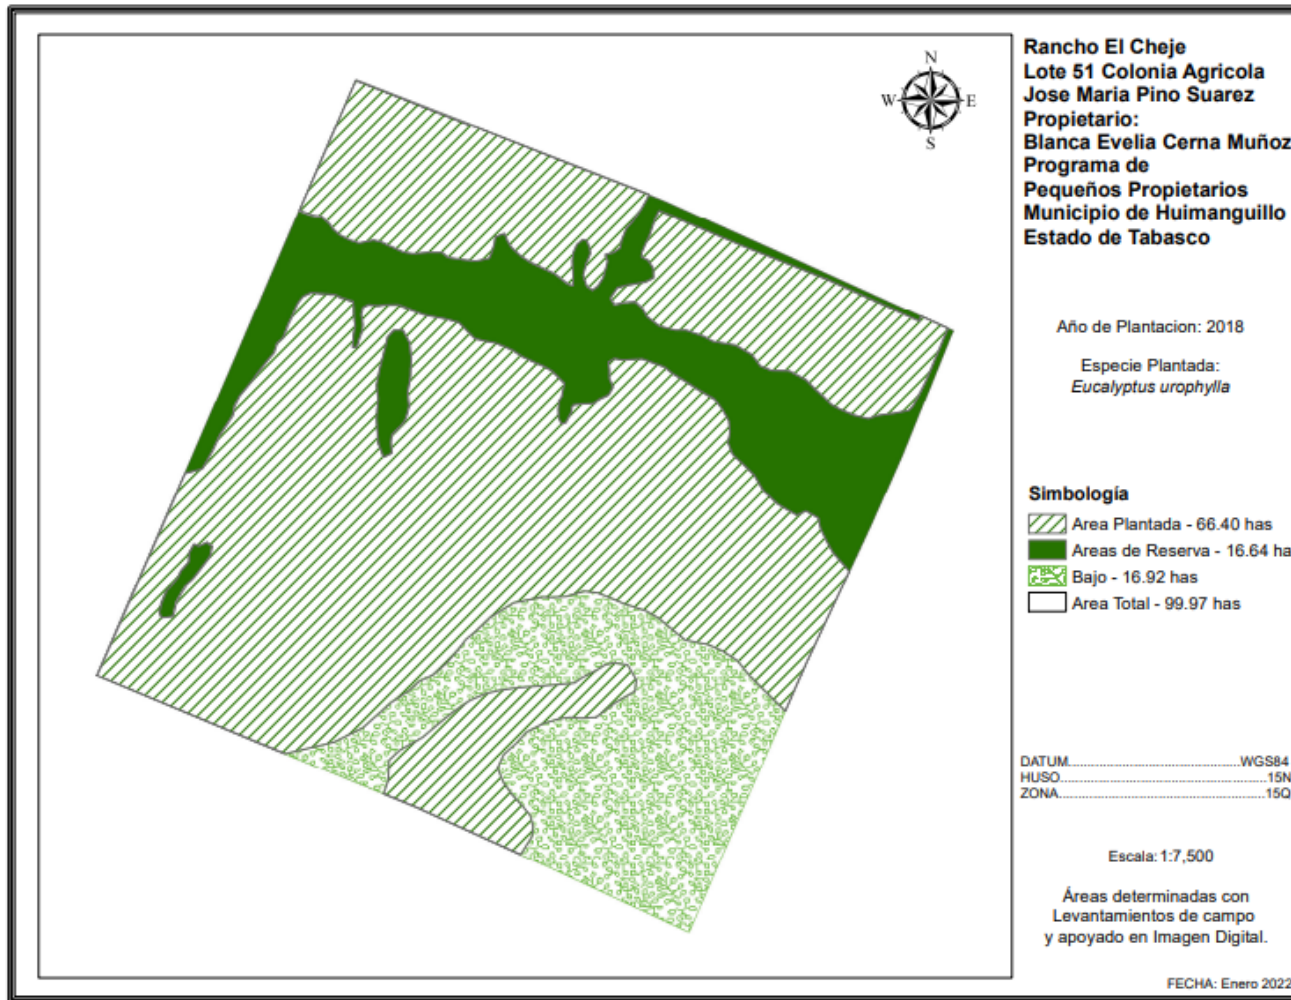 N
W E
S
Rancho El Cheje
Lote 51 Colonia Agricola
Jose Maria Pino Suarez
Propietario:
Blanca Evelia Cerna Muñoz
Programa de
Pequeños Propietarios
Municipio de Huimanguillo
Estado de Tabasco
Año de Plantacion: 2018
Especie Plantada:
Eucalyptus urophylla
Simbología
Area Plantada - 66.40 has
Areas de Reserva - 16.64 ha
Bajo - 16.92 has
Area Total - 99.97 has
DATUM..................................................WGS84
HUSO.............................................................15N
ZONA............................................................15Q
Escala: 1:7,500
Áreas determinadas con
Levantamientos de campo
y apoyado en Imagen Digital.
FECHA: Enero 2022